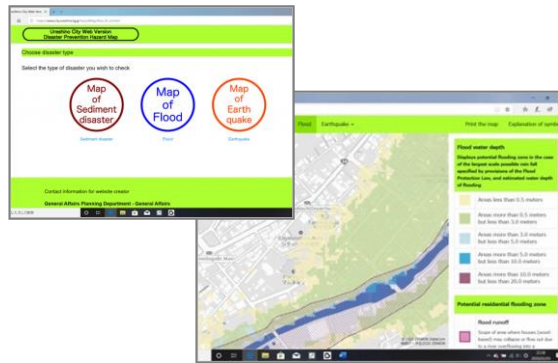 Ureshino City Web Version
Disaster Prevention Hazard Map
Choose disaster type
Select the type of disaster you wish to check
Map
of
Sediment
disaster
Map
of
Flood
Map
of
Earth
quake
Sediment disaster
Flood
Earthquake
Contact information for website creator
General Affairs Planning Department - General Affairs
Flood
Earthquake
Print the map
Explanation of symbols
Flood water depth
Displays potential flooding zone in the case
of the largest scale possible rain fall
specified by provisions of the Flood
Protection Law, and estimated water depth
of flooding
Areas less than 0.5 meters
Areas more than 0.5 meters
but less than 3.0 meters
Areas more than 3.0 meters
but less than 5.0 meters
Areas more than 5.0 meters
but less than 10.0 meters
Areas more than 10.0 meters
but less than 20.0 meters
Potential residential flooding zone
Flood runoff